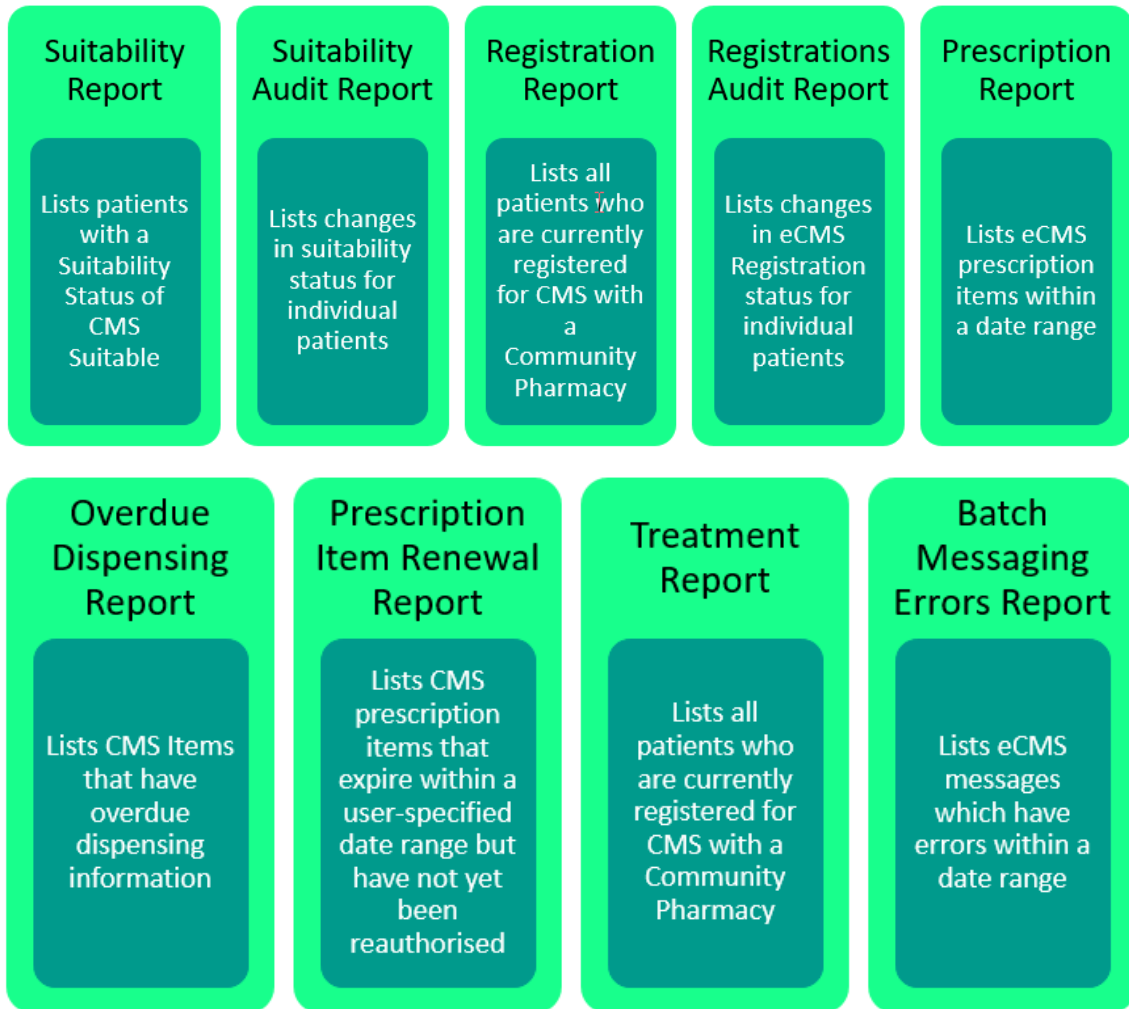 Suitability
Report
Lists patients
with a
Suitability
Status of
CMS
Suitable
Suitability
Audit Report
Lists changes
in suitability
status for
individual
patients
Registration
Report
Lists all
patients who
are currently
registered
for CMS with
a
Community
Pharmacy
Registrations
Audit Report
Lists changes
in eCMS
Registration
status for
individual
patients
Prescription
Report
Lists eCMS
prescription
items within
a date range
Overdue
Dispensing
Report
Lists CMS Items
that have
overdue
dispensing
information
Prescription
Item Renewal
Report
Lists CMS
prescription
items that
expire within a
user-specified
date range but
have not yet
been
reauthorised
Treatment
Report
Lists all
patients who
are currently
registered for
CMS with a
Community
Pharmacy
Batch
Messaging
Errors Report
Lists eCMS
messages
which have
errors within a
date range